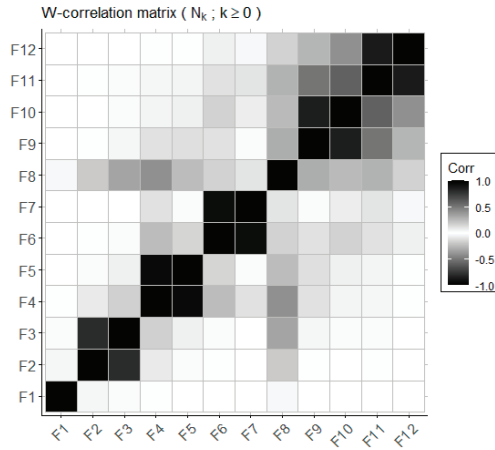 W-correlation matrix ( Nk ; k ≥ 0 )
F12
F11
F10
F9
F8
F7
F6
F5
F4
F3
F2
F1
F1 F2 F3 F4 F5 F6 F7 F8 F9 F10 F11 F12
Corr
1.0
0.5
0.0
-0.5
-1.0